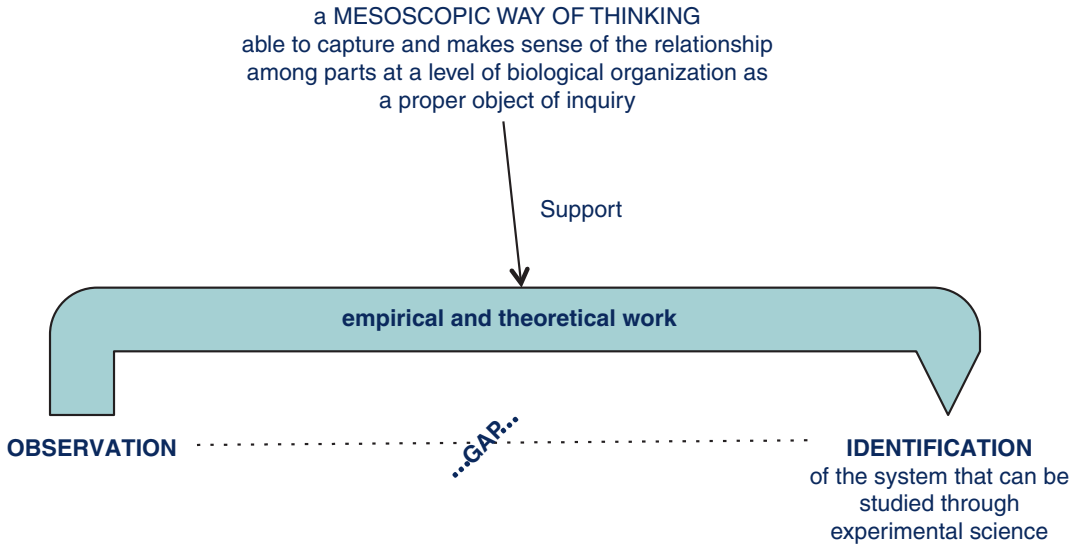 a MESOSCOPIC WAY OF THINKING
able to capture and makes sense of the relationship
among parts at a level of biological organization as
a proper object of inquiry
Support
empirical and theoretical work
OBSERVATION
...GAP...
IDENTIFICATION
of the system that can be
studied through
experimental science